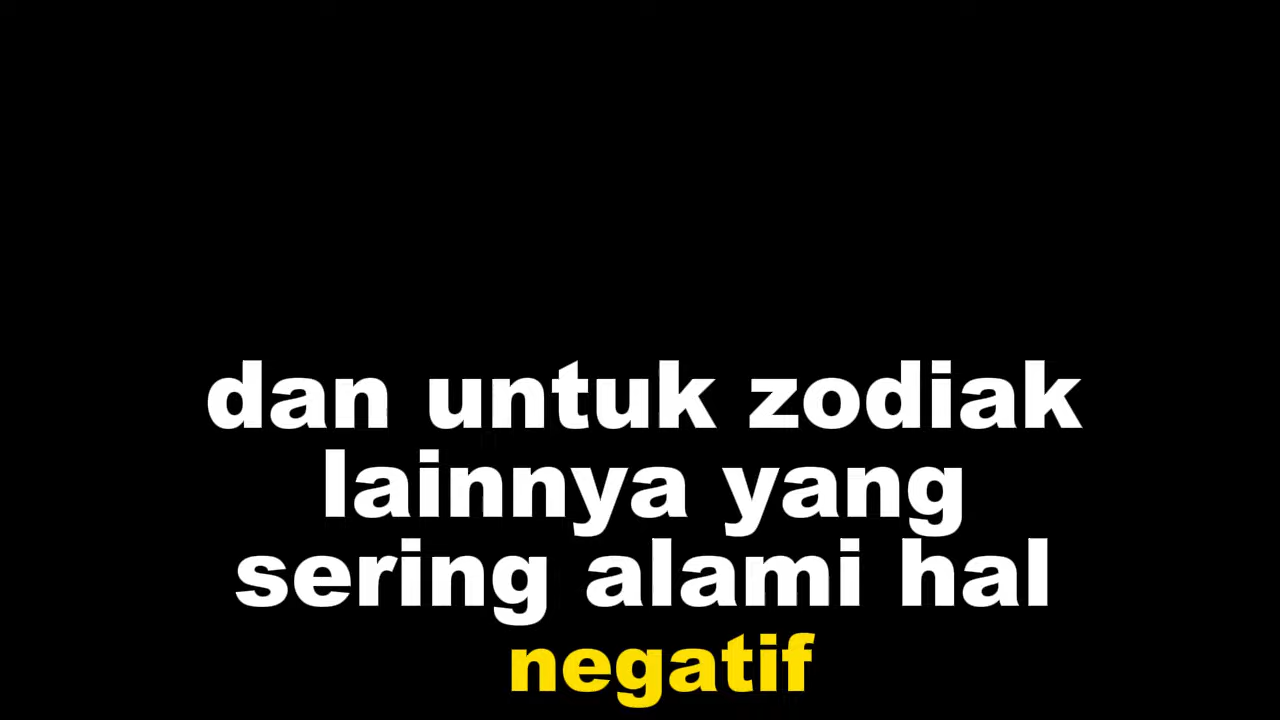 dan untuk zodiak
lainnya yang
sering alami hal
negatif